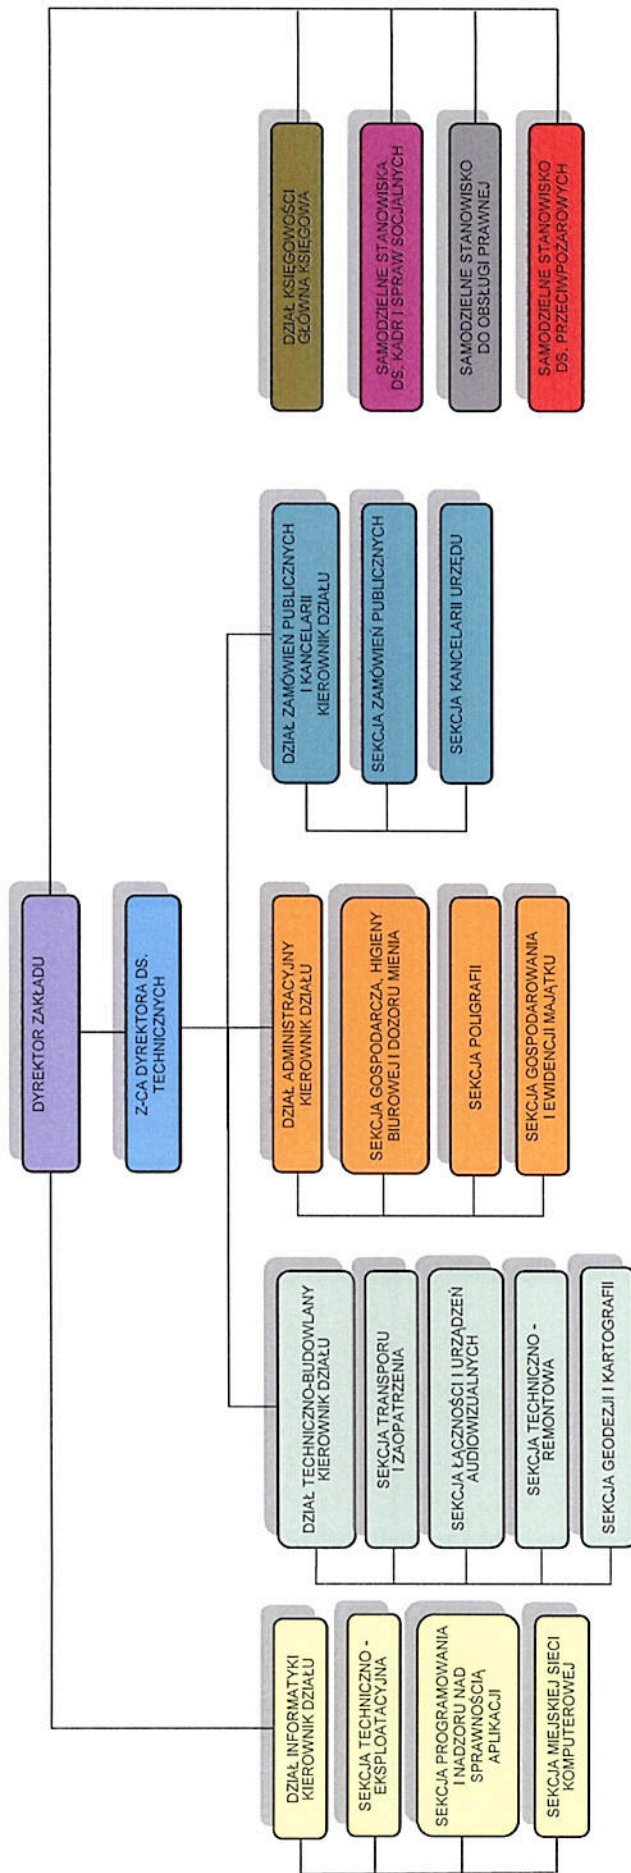 DYREKTOR ZAKŁADU
Z-CA DYREKTORA DS.
TECHNICZNYCH
DZIAŁ INFORMATYKI
KIEROWNIK DZIAŁU
SEKCJA TECHNICZNO -
EKSPLOATACYJNA
SEKCJA PROGRAMOWANIA
I NADZORU NAD
SPRAWNOŚCIĄ
APLIKACJI
SEKCJA MIEJSKIEJ SIECI
KOMPUTEROWEJ
DZIAŁ TECHNICZNO-BUDOWLANY
KIEROWNIK DZIAŁU
SEKCJA TRANSPORU
I ZAOPATRZENIA
SEKCJA ŁĄCZNOŚCI I URZĄDZEŃ
AUDIOWIZUALNYCH
SEKCJA TECHNICZNO -
REMONTOWA
SEKCJA GEODEZJI I KARTOGRAFII
DZIAŁ ADMINISTRACYJNY
KIEROWNIK DZIAŁU
SEKCJA GOSPODARCZA, HIGIENY
BIUROWEJ I DOZORU MIENIA
SEKCJA POLIGRAFII
SEKCJA GOSPODAROWANIA
I EWIDENCJI MAJĄTKU
DZIAŁ ZAMÓWIEŃ PUBLICZNYCH
I KANCELARII
KIEROWNIK DZIAŁU
SEKCJA ZAMÓWIEŃ PUBLICZNYCH
SEKCJA KANCELARII URZĘDU
DZIAŁ KSIĘGOWOŚCI
GŁÓWNA KSIĘGOWA
SAMODZIELNE STANOWISKA
DS. KADR I SPRAW SOCJALNYCH
SAMODZIELNE STANOWISKO
DO OBSŁUGI PRAWNEJ
SAMODZIELNE STANOWISKO
DS. PRZECIWPOŻAROWYCH